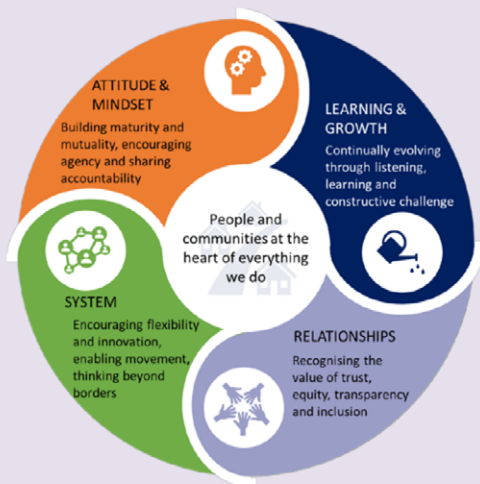 ATTITUDE &
MINDSET
Building maturity and
mutuality, encouraging
agency and sharing
accountability
LEARNING &
GROWTH
Continually evolving
through listening,
learning and
constructive challenge
People and
communities at the
heart of everything
we do
SYSTEM
Encouraging flexibility
and innovation,
enabling movement,
thinking beyond
borders
RELATIONSHIPS
Recognising the
value of trust,
equity, transparency
and inclusion